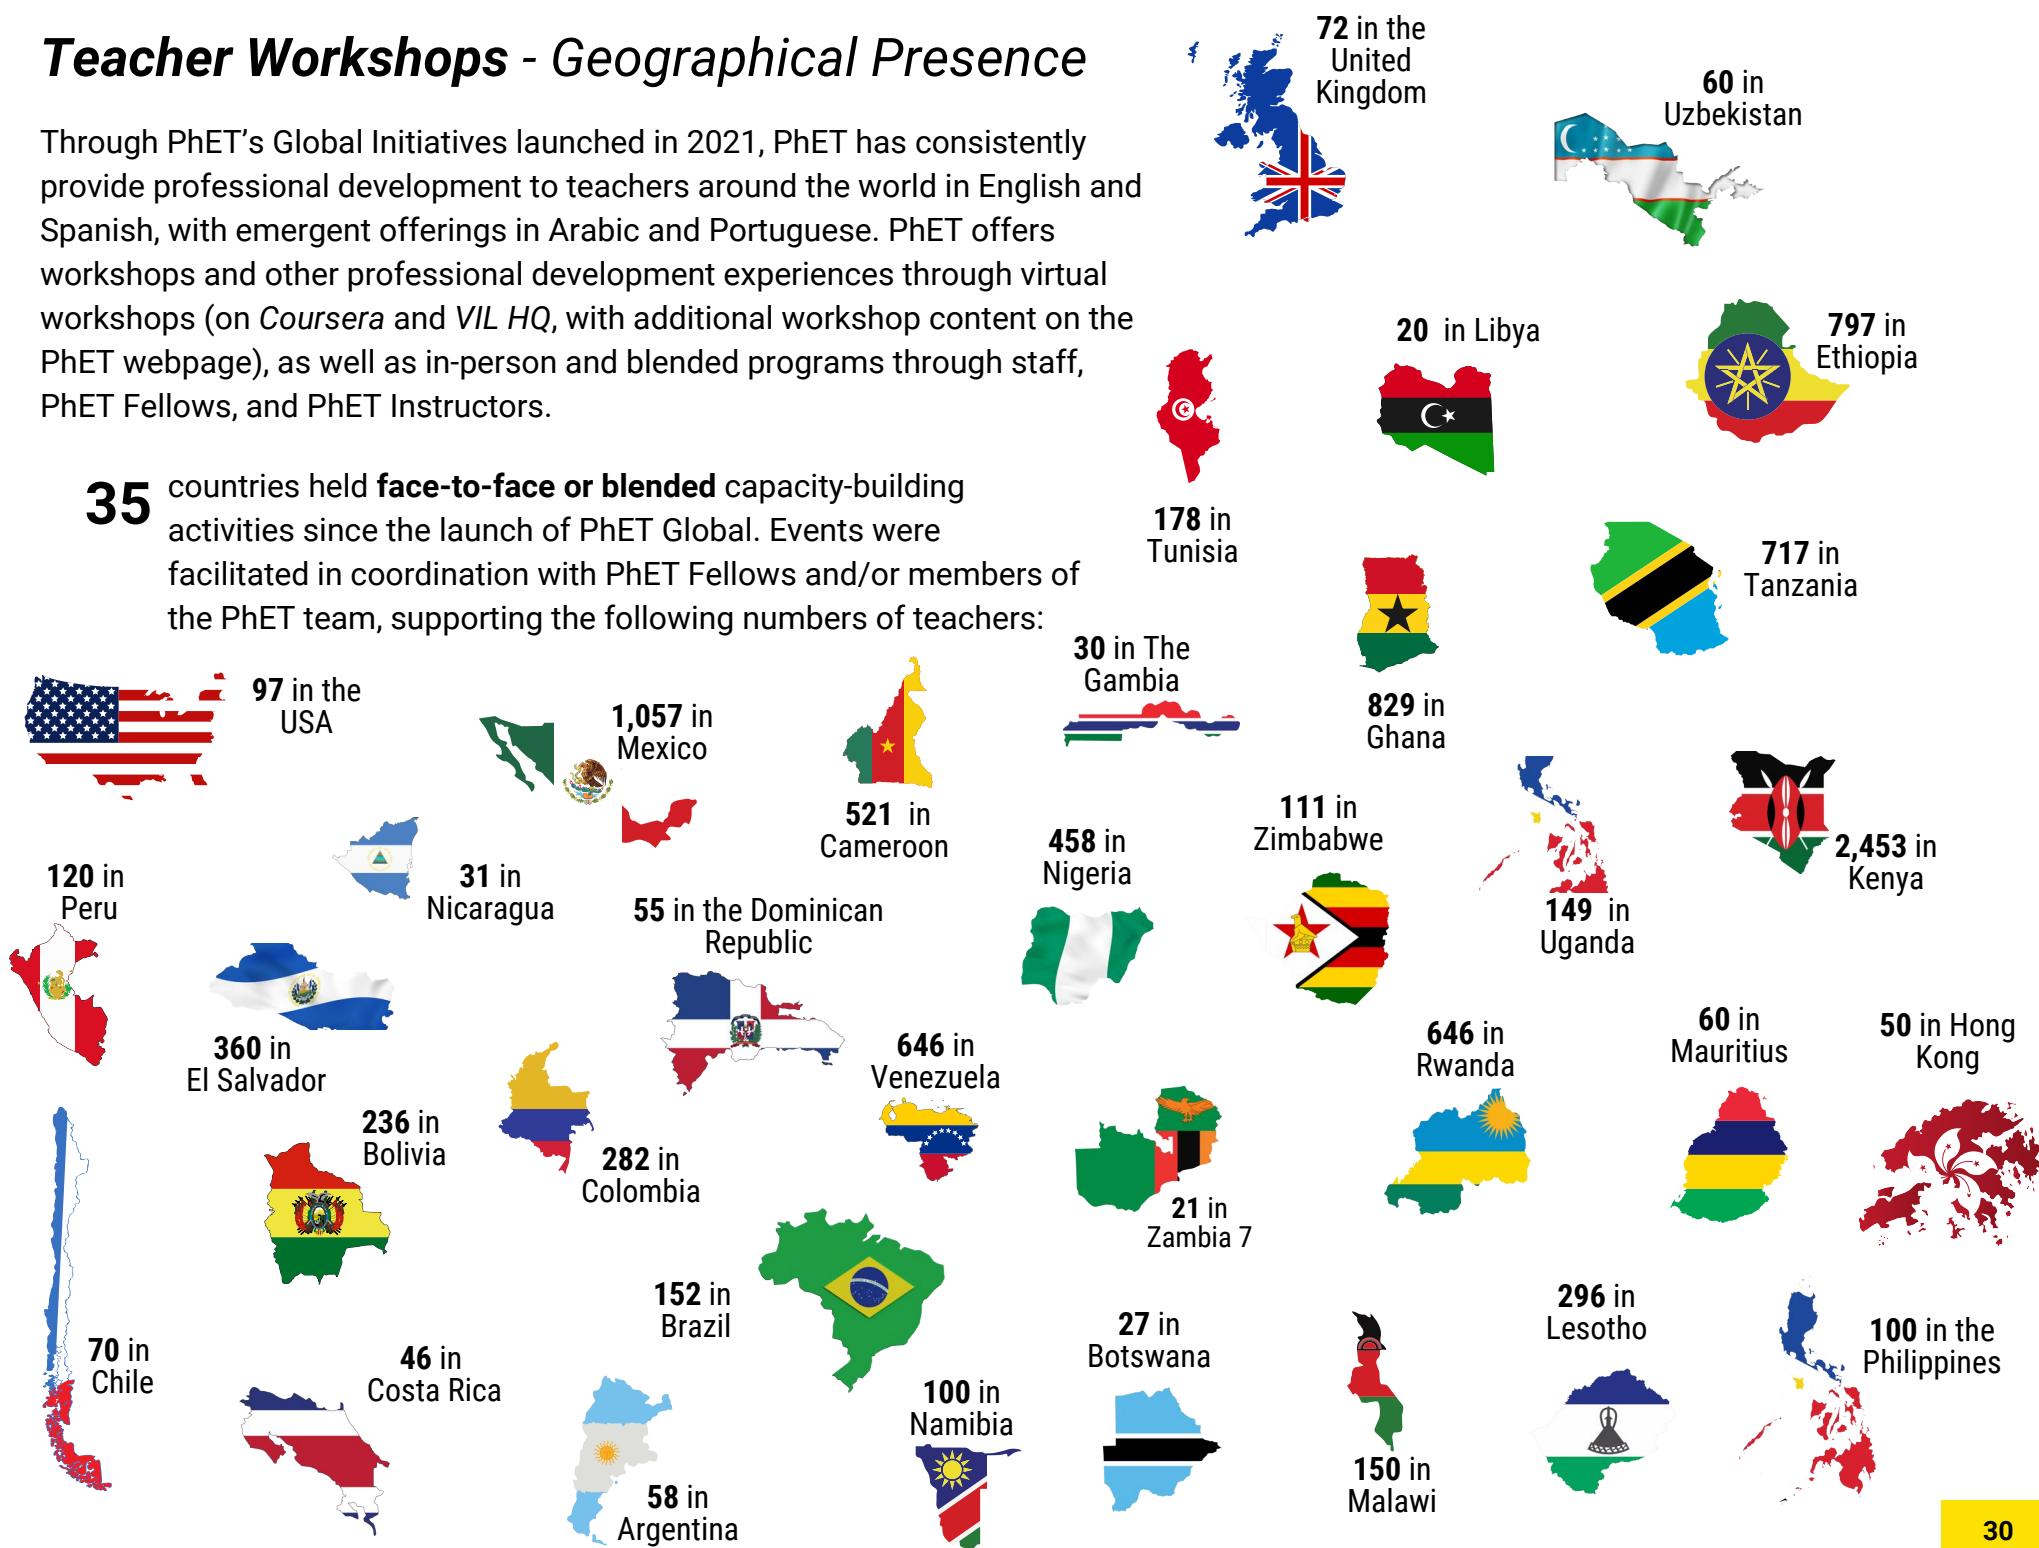 Teacher Workshops - Geographical Presence
Through PhET's Global Initiatives launched in 2021, PhET has consistently
provide professional development to teachers around the world in English and
Spanish, with emergent offerings in Arabic and Portuguese. PhET offers
workshops and other professional development experiences through virtual
workshops (on Coursera and VIL HQ, with additional workshop content on the
PhET webpage), as well as in-person and blended programs through staff,
PhET Fellows, and PhET Instructors.
35 countries held face-to-face or blended capacity-building
activities since the launch of PhET Global. Events were
facilitated in coordination with PhET Fellows and/or members of
the PhET team, supporting the following numbers of teachers:
72 in the
United
Kingdom
60 in
Uzbekistan
20 in Libya
797 in
Ethiopia
178 in
Tunisia
717 in
Tanzania
30 in The
Gambia
829 in
Ghana
97 in the
USA
1,057 in
Mexico
521 in
Cameroon
458 in
Nigeria
111 in
Zimbabwe
149 in
Uganda
2,453 in
Kenya
120 in
Peru
31 in
Nicaragua
55 in the Dominican
Republic
360 in
El Salvador
646 in
Venezuela
646 in
Rwanda
60 in
Mauritius
50 in Hong
Kong
236 in
Bolivia
282 in
Colombia
21 in
Zambia 7
152 in
Brazil
27 in
Botswana
296 in
Lesotho
100 in the
Philippines
70 in
Chile
46 in
Costa Rica
100 in
Namibia
150 in
Malawi
58 in
Argentina
30